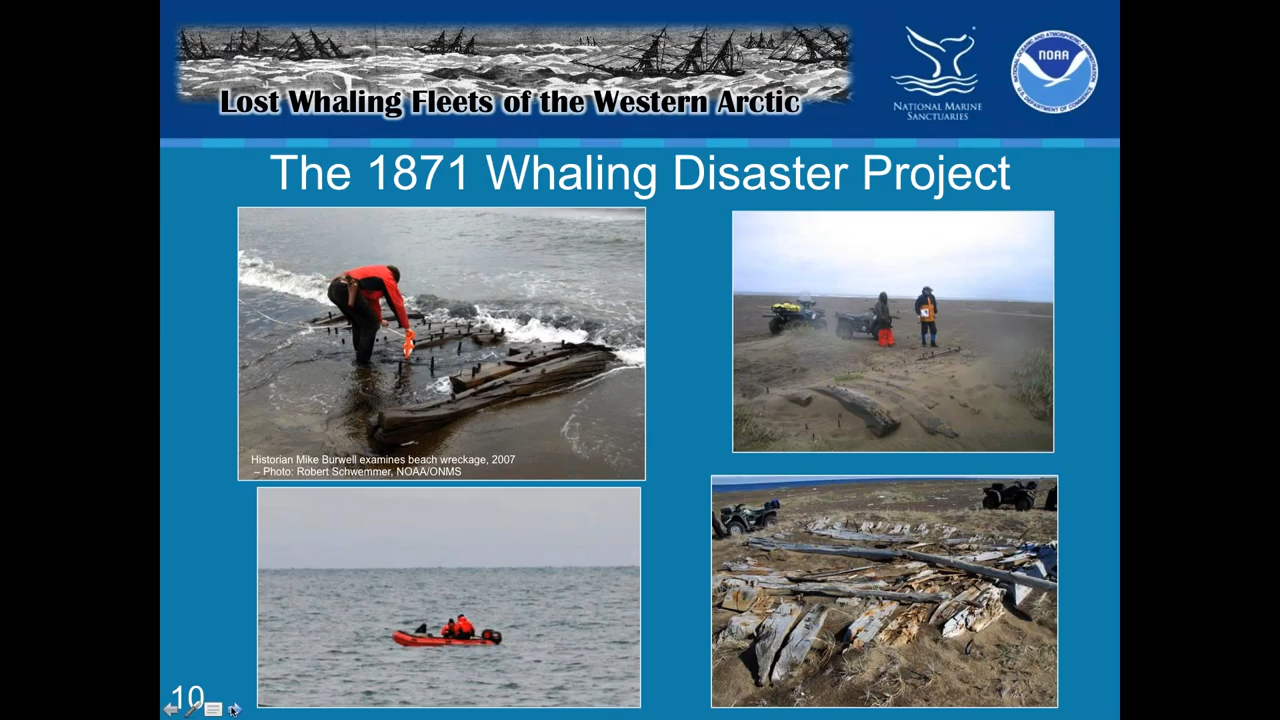 Lost Whaling Fleets of the Western Arctic
NATIONAL MARINE
SANCTUARIES
NATIONAL OCEANIC AND ATMOSPHERIC ADMINISTRATION
NOAA
U.S. DEPARTMENT OF COMMERCE
The 1871 Whaling Disaster Project
Historian Mike Burwell examines beach wreckage, 2007
– Photo: Robert Schwemmer, NOAA/ONMS
10